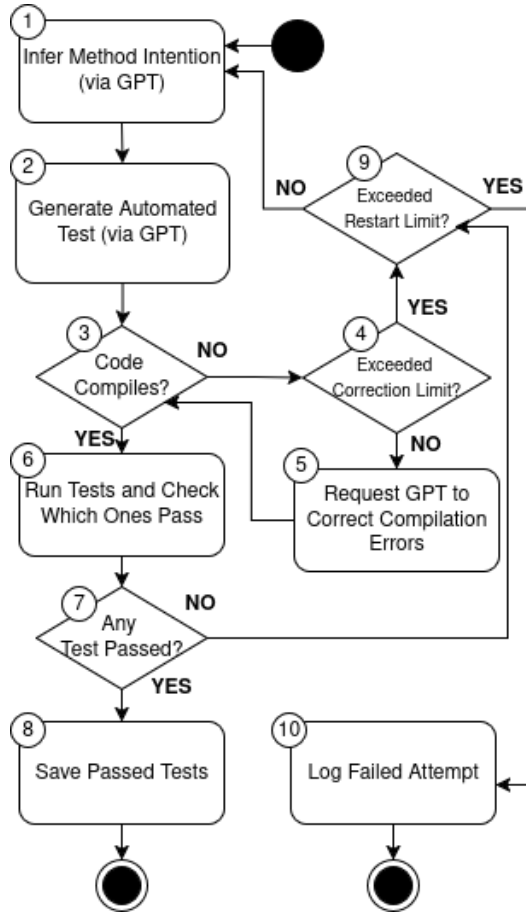 1
Infer Method Intention
(via GPT)
2
Generate Automated
Test (via GPT)
3
Code
Compiles?
NO
YES
4
Exceeded
Correction Limit?
YES
NO
5
Request GPT to
Correct Compilation
Errors
6
Run Tests and Check
Which Ones Pass
7
Any
Test Passed?
NO
YES
8
Save Passed Tests
9
Exceeded
Restart Limit?
NO
YES
10
Log Failed Attempt